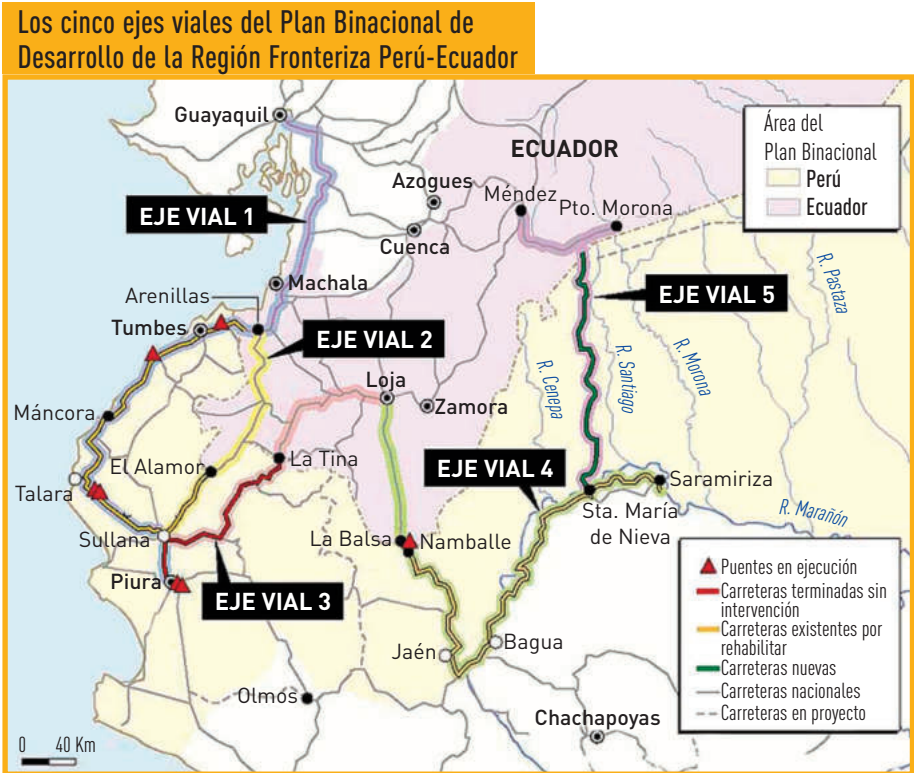 Los cinco ejes viales del Plan Binacional de
Desarrollo de la Región Fronteriza Perú-Ecuador
Guayaquil
ECUADOR
Área del
Plan Binacional
Perú
Ecuador
Azogues
Méndez
Pto. Morona
EJE VIAL 1
Cuenca
R. Pastaza
Machala
Arenillas
EJE VIAL 5
Tumbes
EJE VIAL 2
R. Cenepa
R. Santiago
R. Morona
Loja
Zamora
Máncora
El Alamor
La Tina
EJE VIAL 4
Saramiriza
Talara
Sta. María
de Nieva
R. Marañón
Sullana
La Balsa
Namballe
Piura
EJE VIAL 3
Puentes en ejecución
Carreteras terminadas sin
intervención
Carreteras existentes por
rehabilitar
Carreteras nuevas
Carreteras nacionales
Carreteras en proyecto
Jaén
Bagua
Olmos
Chachapoyas
0 40 Km